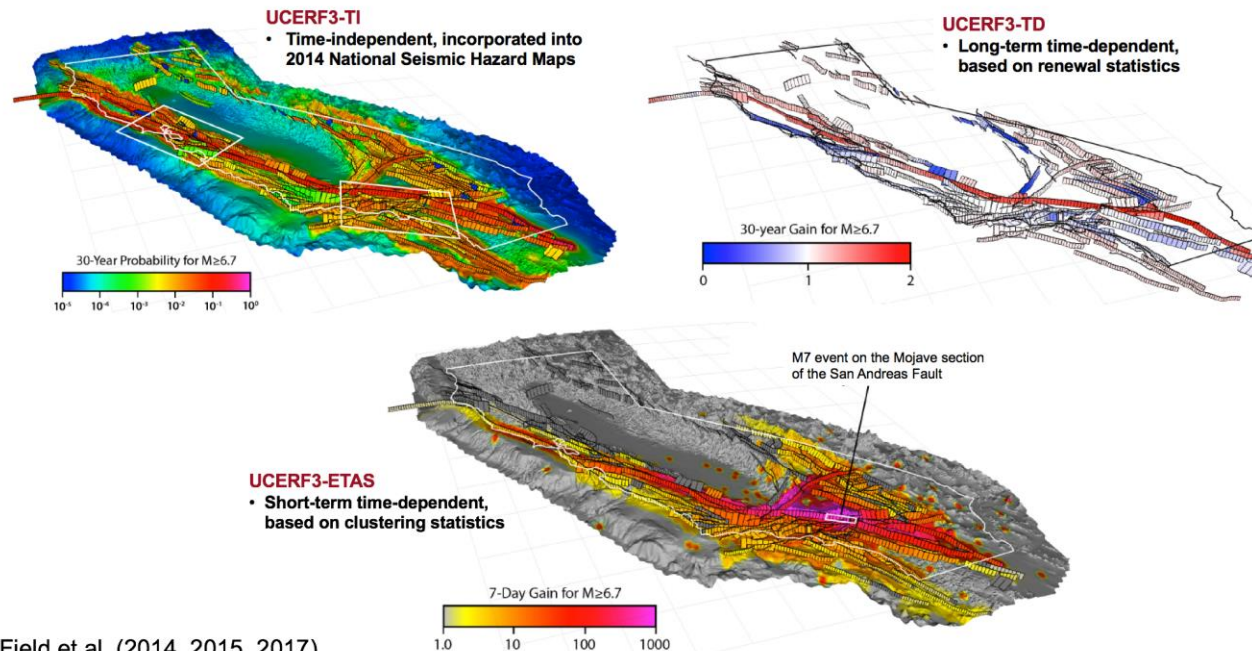 UCERF3-TI
• Time-independent, incorporated into
2014 National Seismic Hazard Maps
30-Year Probability for M≥6.7
10⁻⁵ 10⁻⁴ 10⁻³ 10⁻² 10⁻¹ 10⁰
UCERF3-TD
• Long-term time-dependent,
based on renewal statistics
30-year Gain for M≥6.7
0 1 2
M7 event on the Mojave section
of the San Andreas Fault
UCERF3-ETAS
• Short-term time-dependent,
based on clustering statistics
7-Day Gain for M≥6.7
1.0 10 100 1000
Field et al. (2014, 2015, 2017)